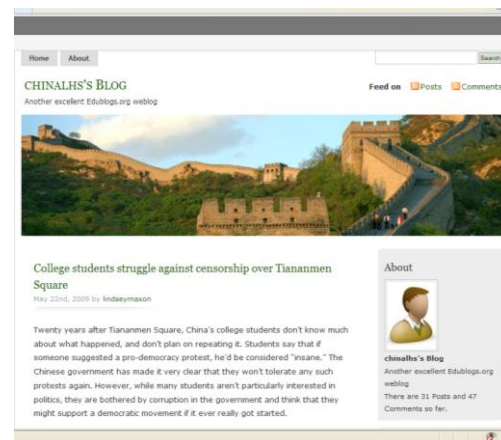 Home About
Search
CHINALHS'S BLOG
Another excellent Edublogs.org weblog
Feed on Posts Comments
College students struggle against censorship over Tiananmen
Square
May 22nd, 2009 by lindseymaxon
Twenty years after Tiananmen Square, China's college students don't know much
about what happened, and don't plan on repeating it. Students say that if
someone suggested a pro-democracy protest, he'd be considered "insane." The
Chinese government has made it very clear that they won't tolerate any such
protests again. However, while many students aren't particularly interested in
politics, they are bothered by corruption in the government and think that they
might support a democratic movement if it ever really got started.
About
chinalhs's Blog
Another excellent Edublogs.org
weblog
There are 31 Posts and 47
Comments so far.